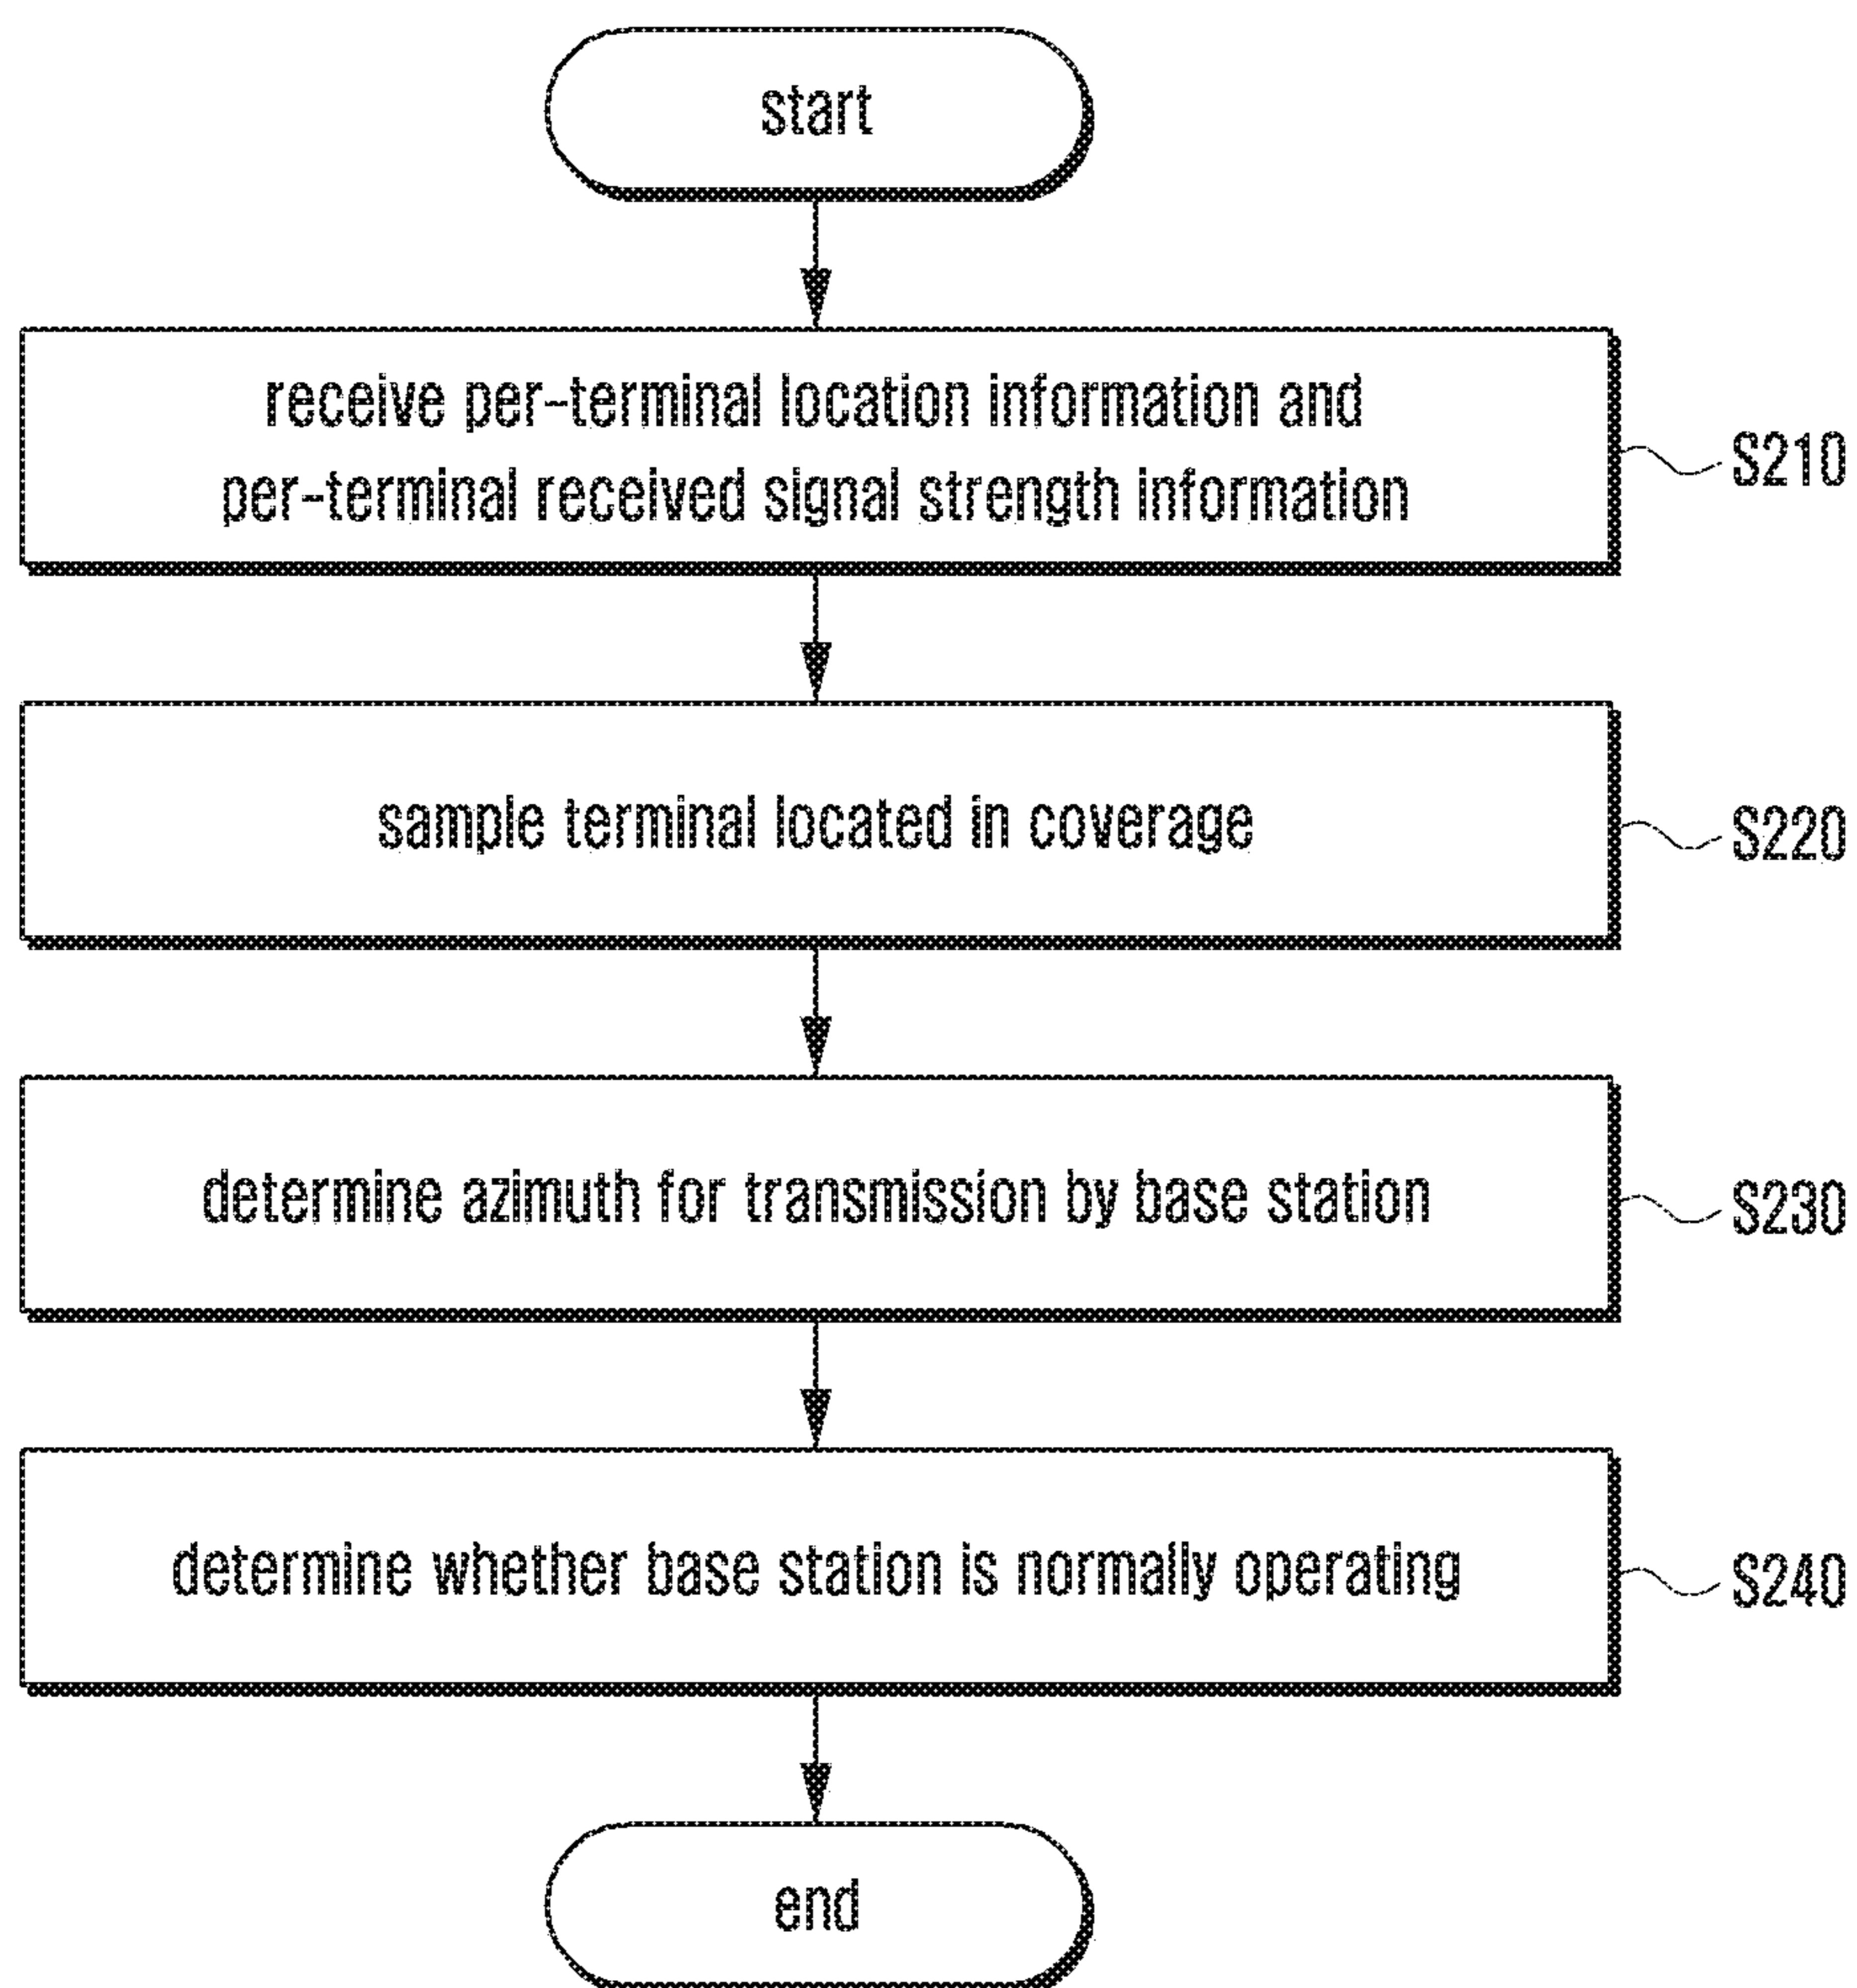 start
receive per-terminal location information and
per-terminal received signal strength information
S210
sample terminal located in coverage
S220
determine azimuth for transmission by base station
S230
determine whether base station is normally operating
S240
end